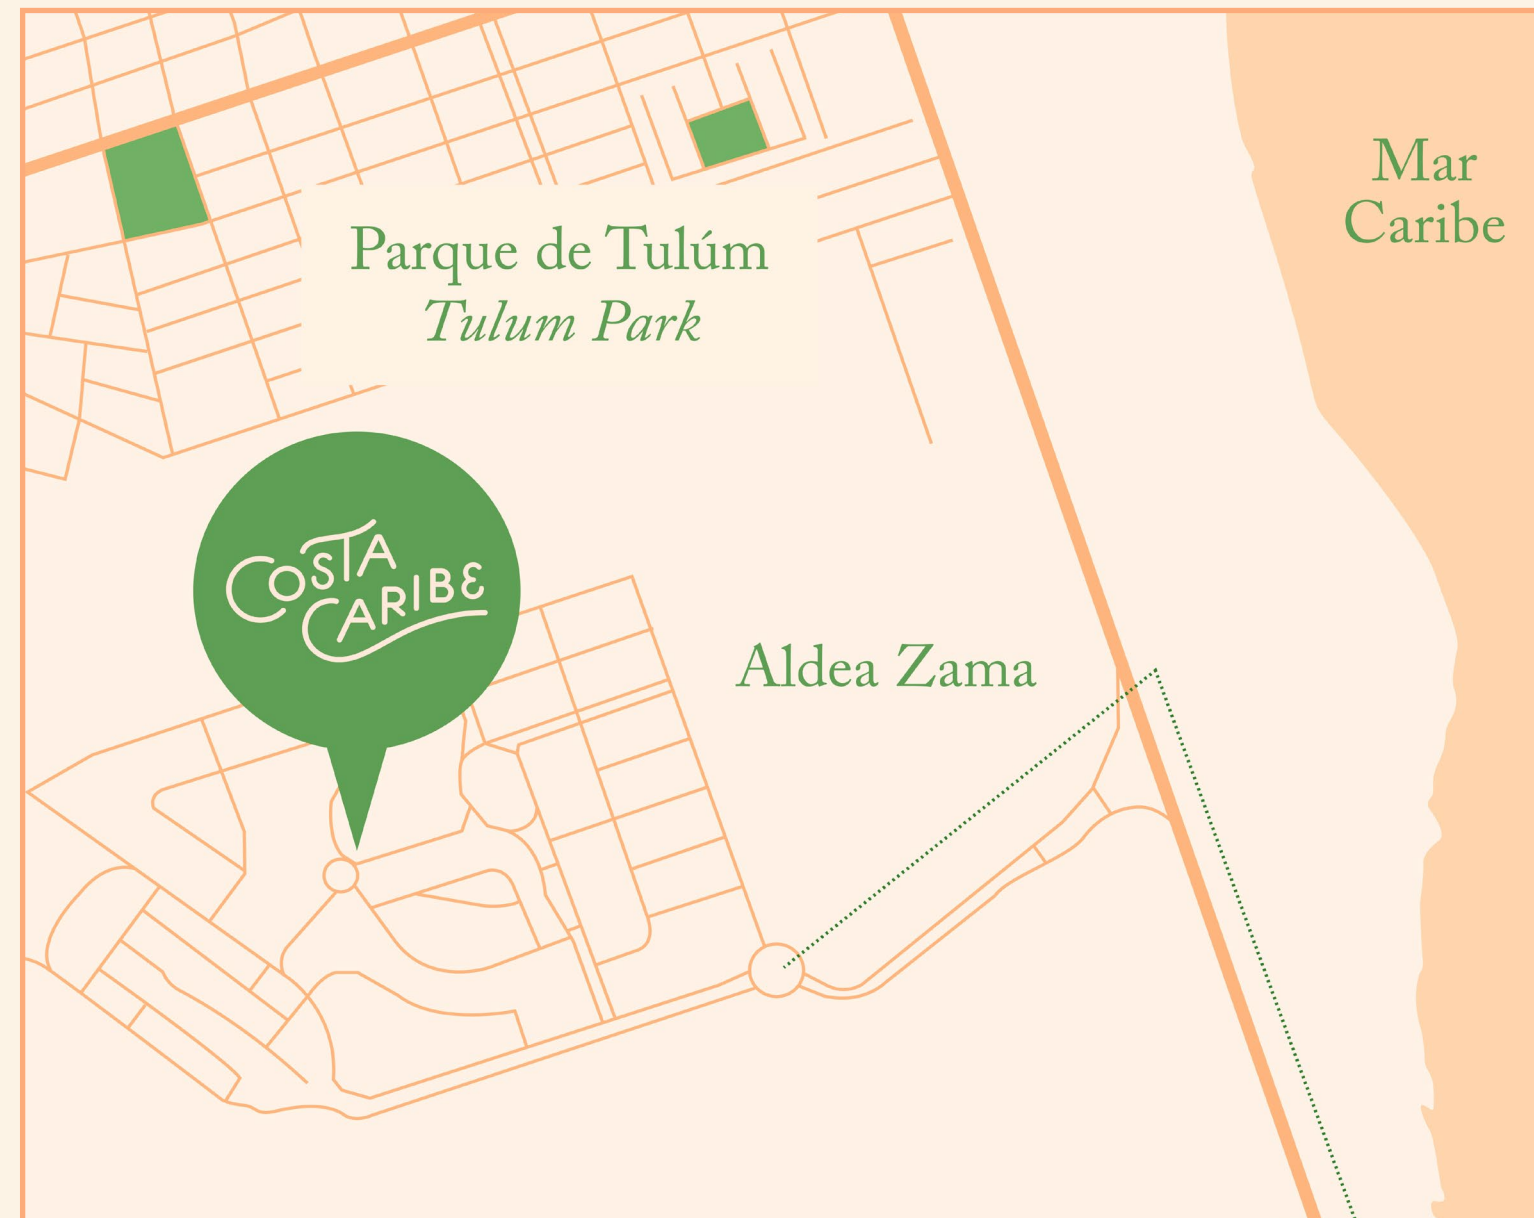 Mar
Caribe
Parque de Tulúm
Tulum Park
COSTA
CARIBE
Aldea Zama